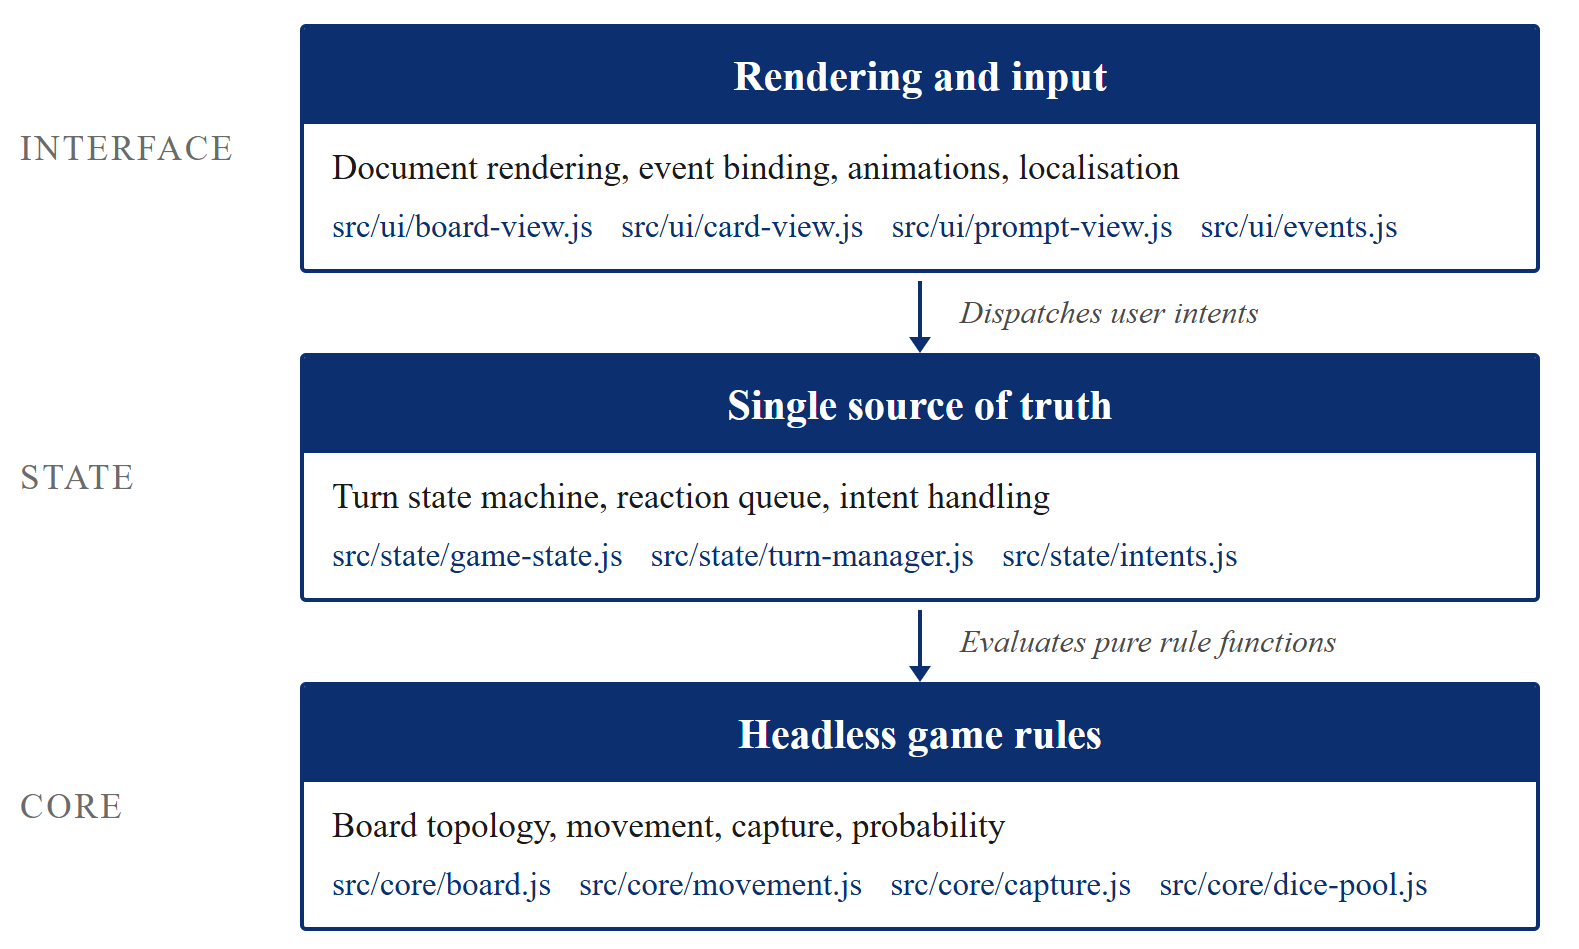 Rendering and input
INTERFACE
Document rendering, event binding, animations, localisation
src/ui/board-view.js src/ui/card-view.js src/ui/prompt-view.js src/ui/events.js
Dispatches user intents
Single source of truth
STATE
Turn state machine, reaction queue, intent handling
src/state/game-state.js src/state/turn-manager.js src/state/intents.js
Evaluates pure rule functions
Headless game rules
CORE
Board topology, movement, capture, probability
src/core/board.js src/core/movement.js src/core/capture.js src/core/dice-pool.js